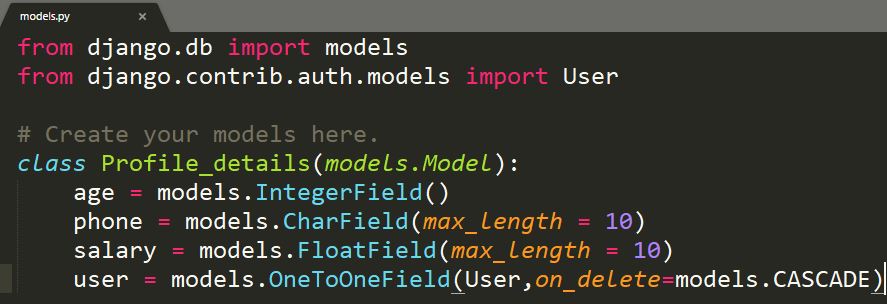 models.py ×
from django.db import models
from django.contrib.auth.models import User
# Create your models here.
class Profile_details(models.Model):
    age = models.IntegerField()
    phone = models.CharField(max_length = 10)
    salary = models.FloatField(max_length = 10)
    user = models.OneToOneField(User,on_delete=models.CASCADE)